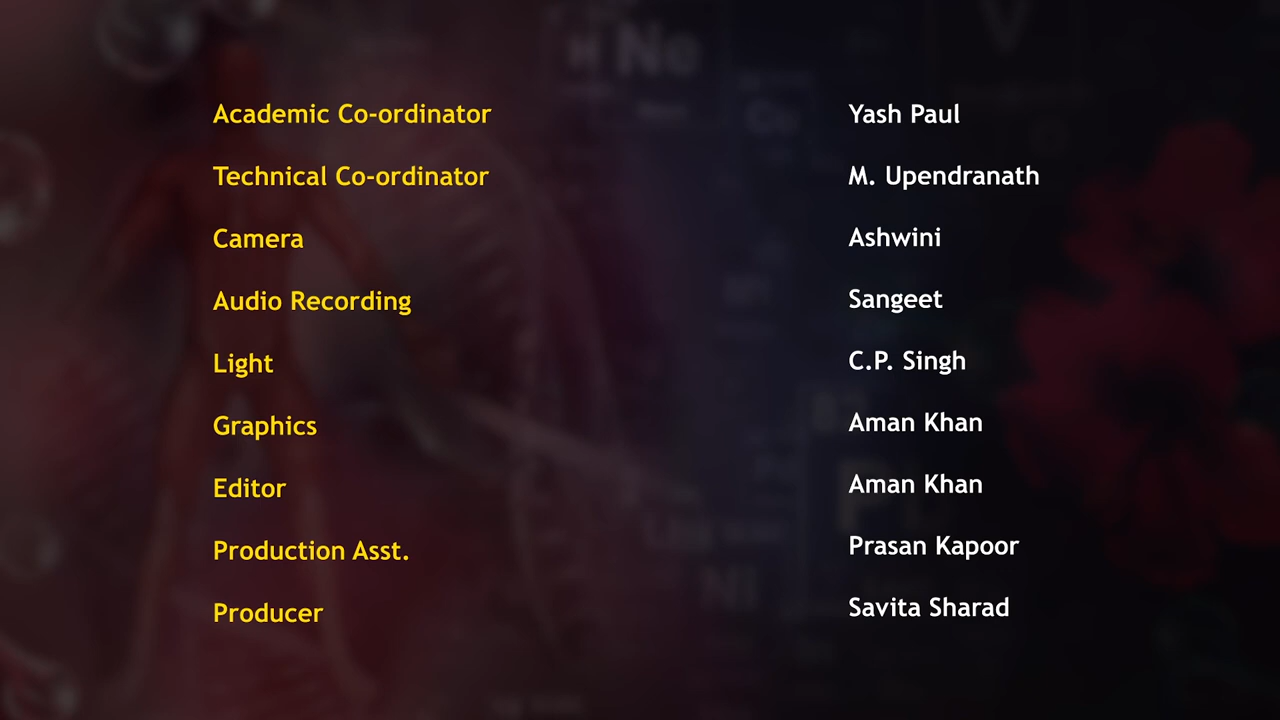 Academic Co-ordinator Yash Paul
Technical Co-ordinator M. Upendranath
Camera Ashwini
Audio Recording Sangeet
Light C.P. Singh
Graphics Aman Khan
Editor Aman Khan
Production Asst. Prasan Kapoor
Producer Savita Sharad